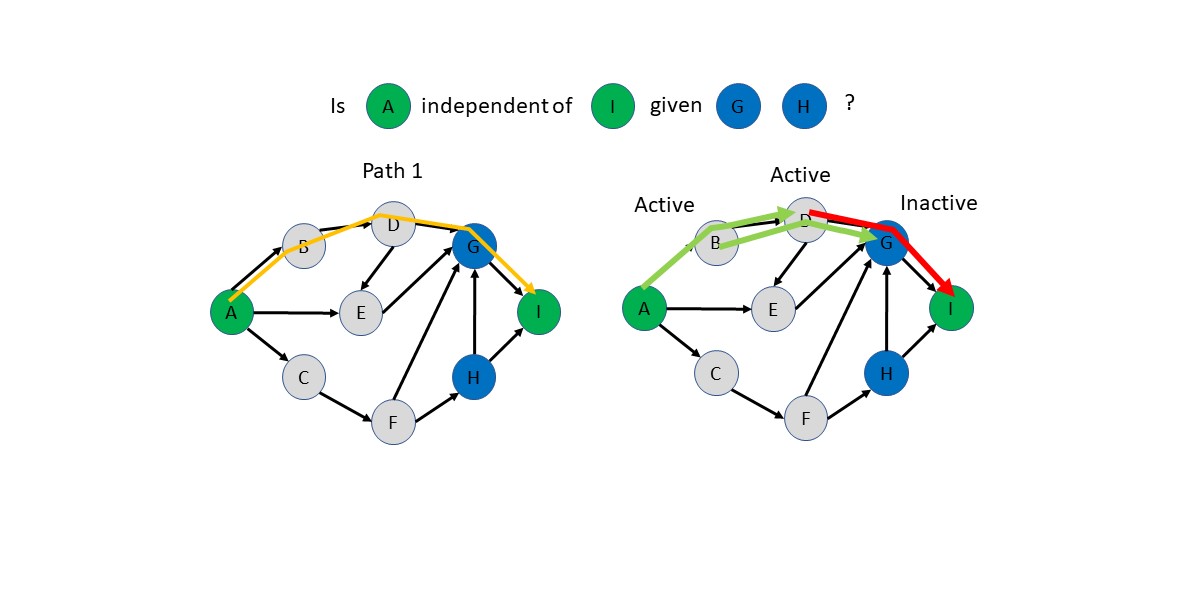 Is A independent of I given G H ?
Path 1
Active
Active
Inactive
D
B
G
A
E
I
C
H
F
D
B
G
A
E
I
C
H
F